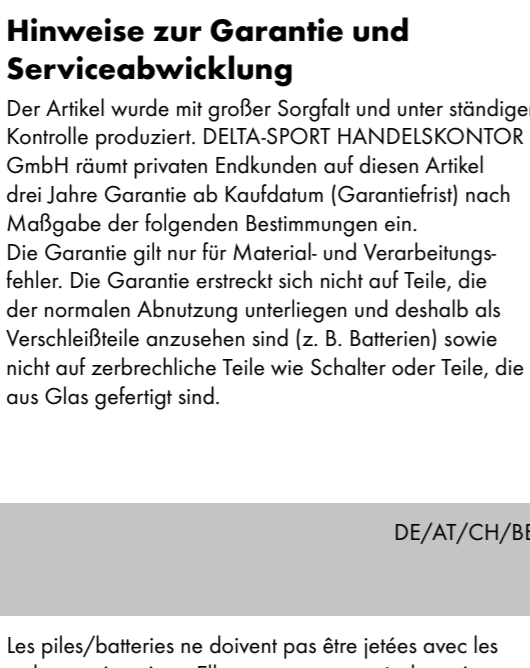 Hinweise zur Garantie und
Serviceabwicklung
Der Artikel wurde mit großer Sorgfalt und unter ständiger
Kontrolle produziert. DELTA-SPORT HANDELSKONTOR
GmbH räumt privaten Endkunden auf diesen Artikel
drei Jahre Garantie ab Kaufdatum (Garantiefrist) nach
Maßgabe der folgenden Bestimmungen ein.
Die Garantie gilt nur für Material- und Verarbeitungs-
fehler. Die Garantie erstreckt sich nicht auf Teile, die
der normalen Abnutzung unterliegen und deshalb als
Verschleißteile anzusehen sind (z. B. Batterien) sowie
nicht auf zerbrechliche Teile wie Schalter oder Teile, die
aus Glas gefertigt sind.
DE/AT/CH/BE
Les piles/batteries ne doivent pas être jetées avec les